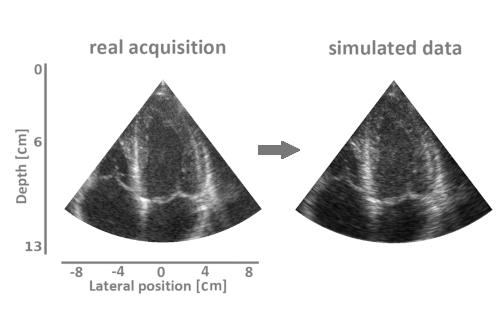 real acquisition
simulated data
0
6
13
Depth [cm]
-8 -4 0 4 8
Lateral position [cm]